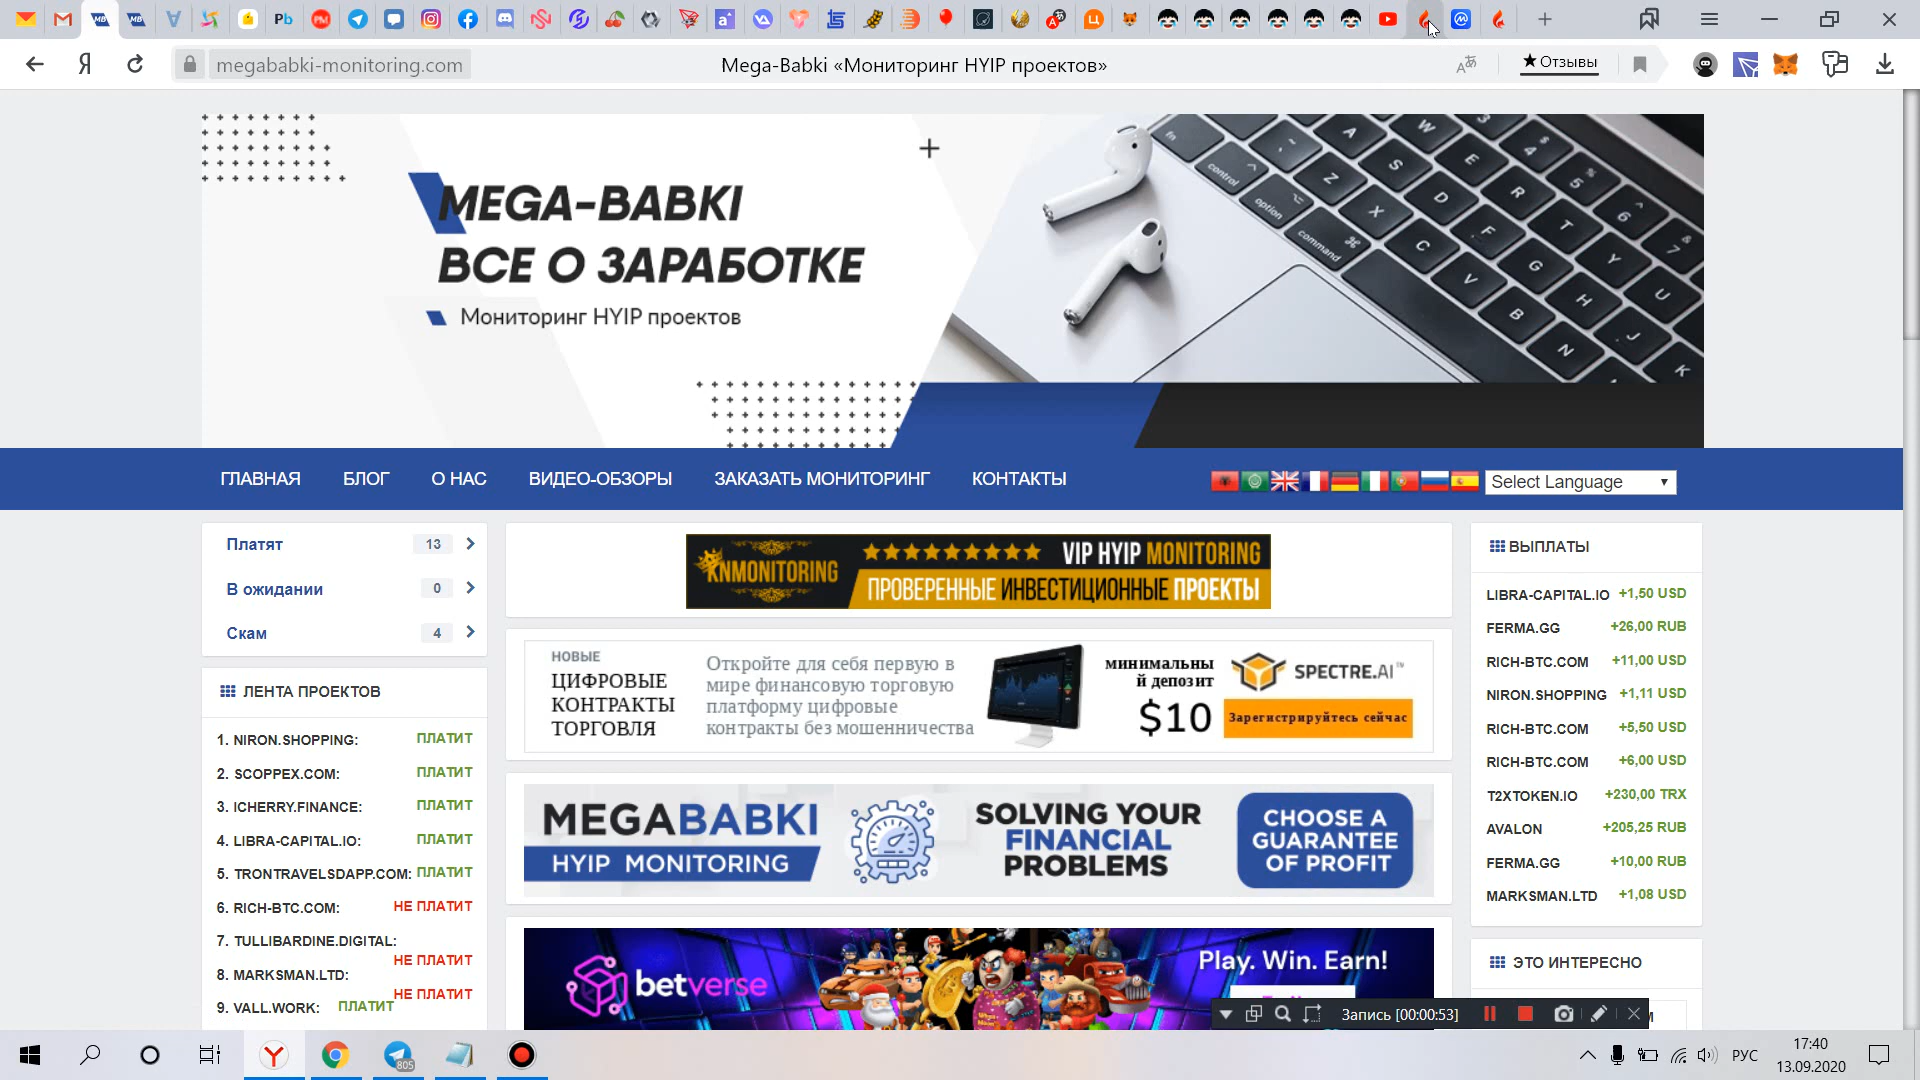 megababki-monitoring.com
Mega-Babki «Мониторинг HYIP проектов»
★ Отзывы
MEGA-BABKI
ВСЕ О ЗАРАБОТКЕ
Мониторинг HYIP проектов
ГЛАВНАЯ БЛОГ О НАС ВИДЕО-ОБЗОРЫ ЗАКАЗАТЬ МОНИТОРИНГ КОНТАКТЫ
Select Language
Платят 13
В ожидании 0
Скам 4
ЛЕНТА ПРОЕКТОВ
1. NIRON.SHOPPING: ПЛАТИТ
2. SCOPPEX.COM: ПЛАТИТ
3. ICHERRY.FINANCE: ПЛАТИТ
4. LIBRA-CAPITAL.IO: ПЛАТИТ
5. TRONTRAVELSDAPP.COM: ПЛАТИТ
6. RICH-BTC.COM: НЕ ПЛАТИТ
7. TULLIBARDINE.DIGITAL:
НЕ ПЛАТИТ
8. MARKSMAN.LTD:
НЕ ПЛАТИТ
9. VALL.WORK: ПЛАТИТ
KNMONITORING
VIP HYIP MONITORING
ПРОВЕРЕННЫЕ ИНВЕСТИЦИОННЫЕ ПРОЕКТЫ
НОВЫЕ
ЦИФРОВЫЕ
КОНТРАКТЫ
ТОРГОВЛЯ
Откройте для себя первую в
мире финансовую торговую
платформу цифровые
контракты без мошенничества
минимальны
й депозит
$10
SPECTRE.AI™
Зарегистрируйтесь сейчас
MEGABABKI
HYIP MONITORING
SOLVING YOUR
FINANCIAL
PROBLEMS
CHOOSE A
GUARANTEE
OF PROFIT
betverse
Play. Win. Earn!
ВЫПЛАТЫ
LIBRA-CAPITAL.IO +1,50 USD
FERMA.GG +26,00 RUB
RICH-BTC.COM +11,00 USD
NIRON.SHOPPING +1,11 USD
RICH-BTC.COM +5,50 USD
RICH-BTC.COM +6,00 USD
T2XTOKEN.IO +230,00 TRX
AVALON +205,25 RUB
FERMA.GG +10,00 RUB
MARKSMAN.LTD +1,08 USD
ЭТО ИНТЕРЕСНО
Запись [00:00:53]
805
РУС
17:40
13.09.2020